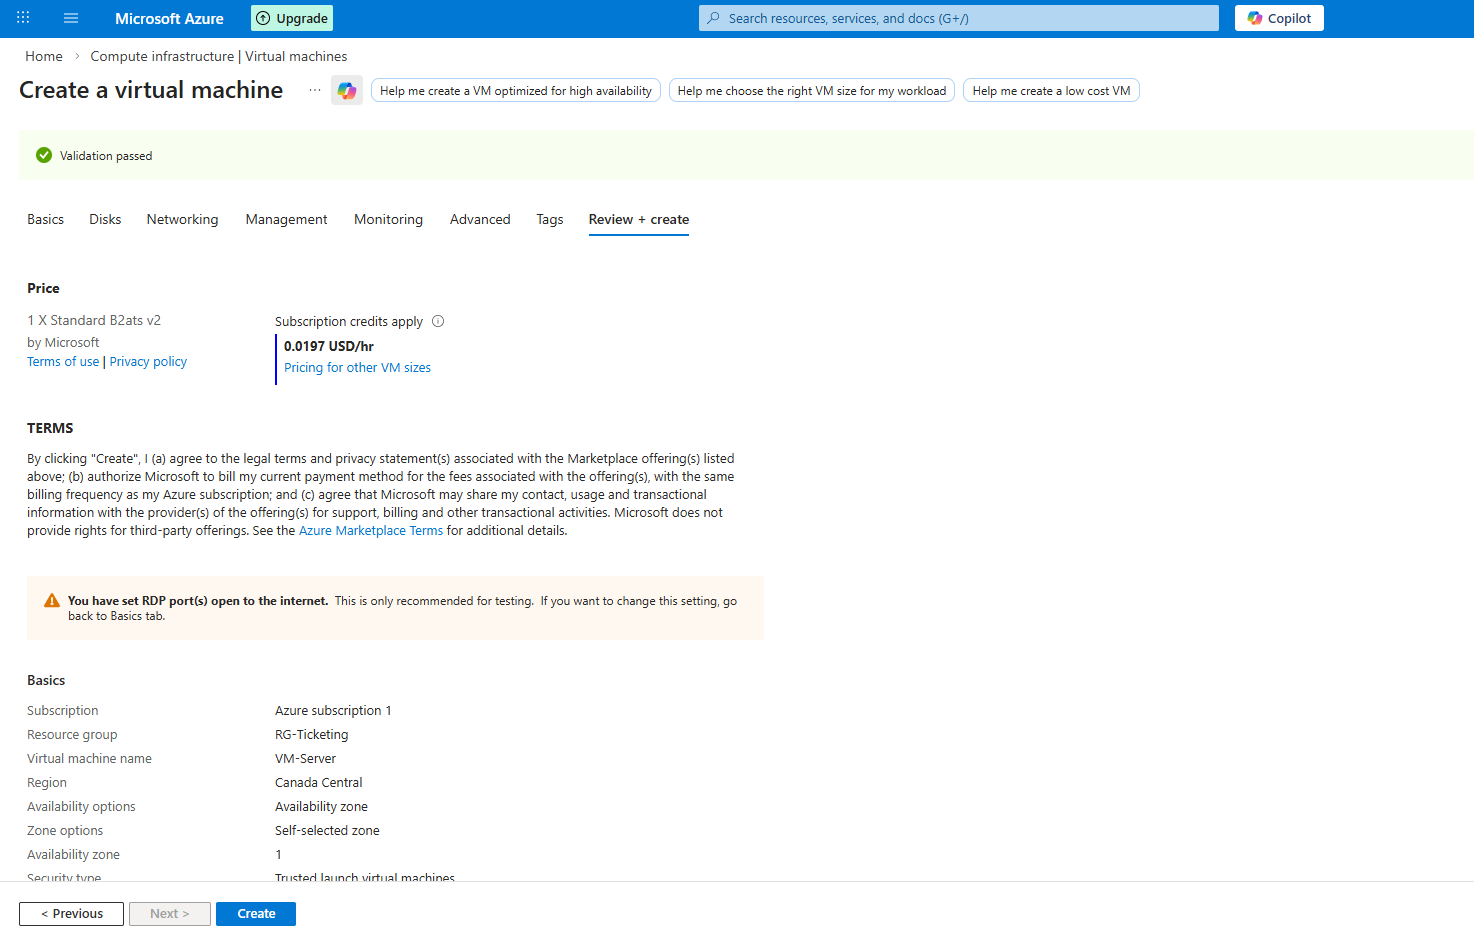 Microsoft Azure
Upgrade
Search resources, services, and docs (G+/)
Copilot
Home > Compute infrastructure | Virtual machines
Create a virtual machine
...
Help me create a VM optimized for high availability
Help me choose the right VM size for my workload
Help me create a low cost VM
Validation passed
Basics
Disks
Networking
Management
Monitoring
Advanced
Tags
Review + create
Price
1 X Standard B2ats v2
by Microsoft
Terms of use | Privacy policy
Subscription credits apply
0.0197 USD/hr
Pricing for other VM sizes
TERMS
By clicking "Create", I (a) agree to the legal terms and privacy statement(s) associated with the Marketplace offering(s) listed
above; (b) authorize Microsoft to bill my current payment method for the fees associated with the offering(s), with the same
billing frequency as my Azure subscription; and (c) agree that Microsoft may share my contact, usage and transactional
information with the provider(s) of the offering(s) for support, billing and other transactional activities. Microsoft does not
provide rights for third-party offerings. See the Azure Marketplace Terms for additional details.
You have set RDP port(s) open to the internet. This is only recommended for testing. If you want to change this setting, go
back to Basics tab.
Basics
Subscription Azure subscription 1
Resource group RG-Ticketing
Virtual machine name VM-Server
Region Canada Central
Availability options Availability zone
Zone options Self-selected zone
Availability zone 1
Security type Trusted launch virtual machines
< Previous
Next >
Create